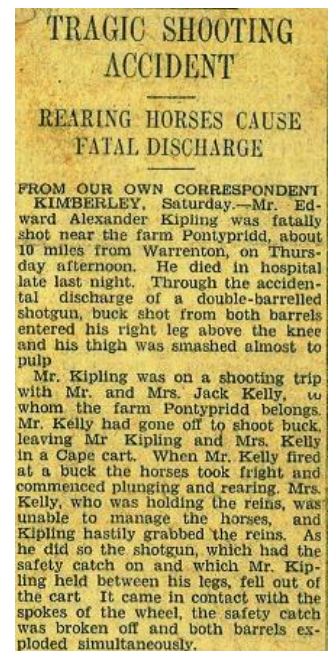 TRAGIC SHOOTING
ACCIDENT
REARING HORSES CAUSE
FATAL DISCHARGE
FROM OUR OWN CORRESPONDENT
KIMBERLEY, Saturday.—Mr. Ed-
ward Alexander Kipling was fatally
shot near the farm Pontypridd, about
10 miles from Warrenton, on Thurs-
day afternoon. He died in hospital
late last night. Through the acciden-
tal discharge of a double-barrelled
shotgun, buck shot from both barrels
entered his right leg above the knee
and his thigh was smashed almost to
pulp
Mr. Kipling was on a shooting trip
with Mr. and Mrs. Jack Kelly, to
whom the farm Pontypridd belongs.
Mr. Kelly had gone off to shoot buck,
leaving Mr Kipling and Mrs. Kelly
in a Cape cart. When Mr. Kelly fired
at a buck the horses took fright and
commenced plunging and rearing. Mrs.
Kelly, who was holding the reins, was
unable to manage the horses, and
Kipling hastily grabbed the reins. As
he did so the shotgun, which had the
safety catch on and which Mr. Kip-
ling held between his legs, fell out of
the cart It came in contact with the
spokes of the wheel, the safety catch
was broken off and both barrels ex-
ploded simultaneously.